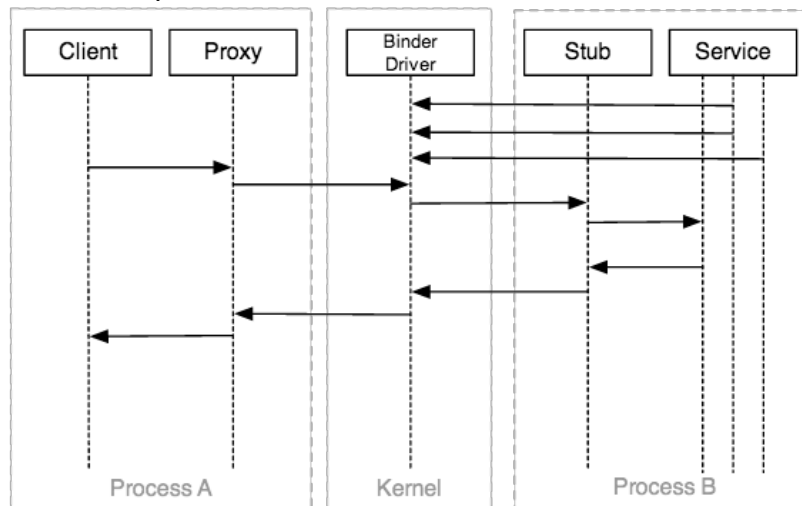 Client
Proxy
Binder
Driver
Stub
Service
Process A
Kernel
Process B